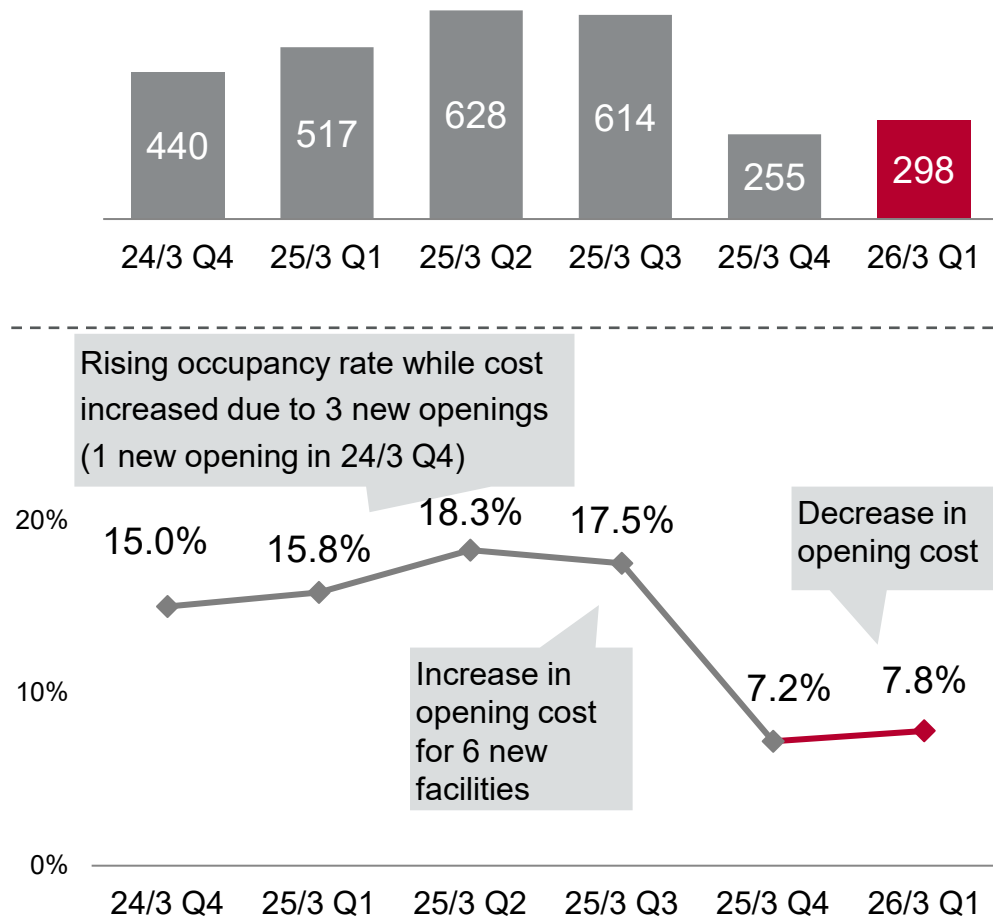 440
517
628
614
255
298
24/3 Q4
25/3 Q1
25/3 Q2
25/3 Q3
25/3 Q4
26/3 Q1
Rising occupancy rate while cost
increased due to 3 new openings
(1 new opening in 24/3 Q4)
20%
15.0%
15.8%
18.3%
17.5%
Decrease in
opening cost
Increase in
opening cost
for 6 new
facilities
10%
7.2%
7.8%
0%
24/3 Q4
25/3 Q1
25/3 Q2
25/3 Q3
25/3 Q4
26/3 Q1